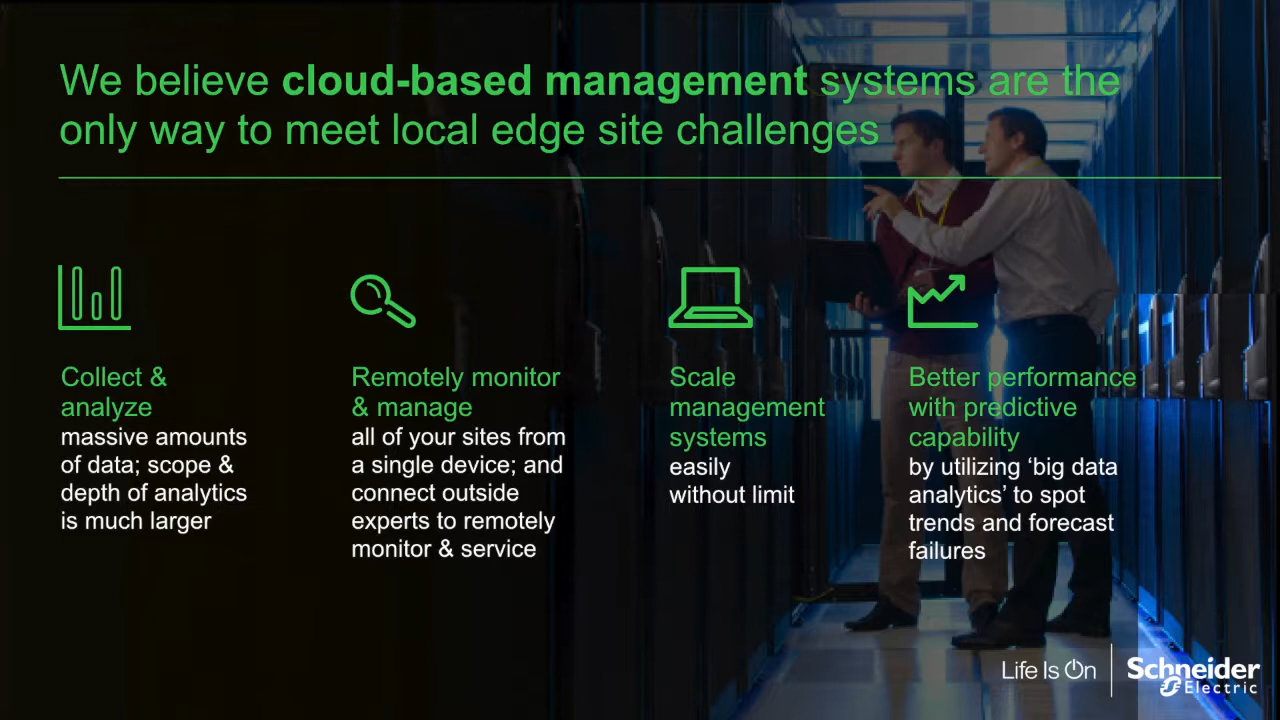 We believe cloud-based management systems are the
only way to meet local edge site challenges
Collect &
analyze
massive amounts
of data; scope &
depth of analytics
is much larger
Remotely monitor
& manage
all of your sites from
a single device; and
connect outside
experts to remotely
monitor & service
Scale
management
systems
easily
without limit
Better performance
with predictive
capability
by utilizing ‘big data
analytics’ to spot
trends and forecast
failures
Life Is On
Schneider
Electric